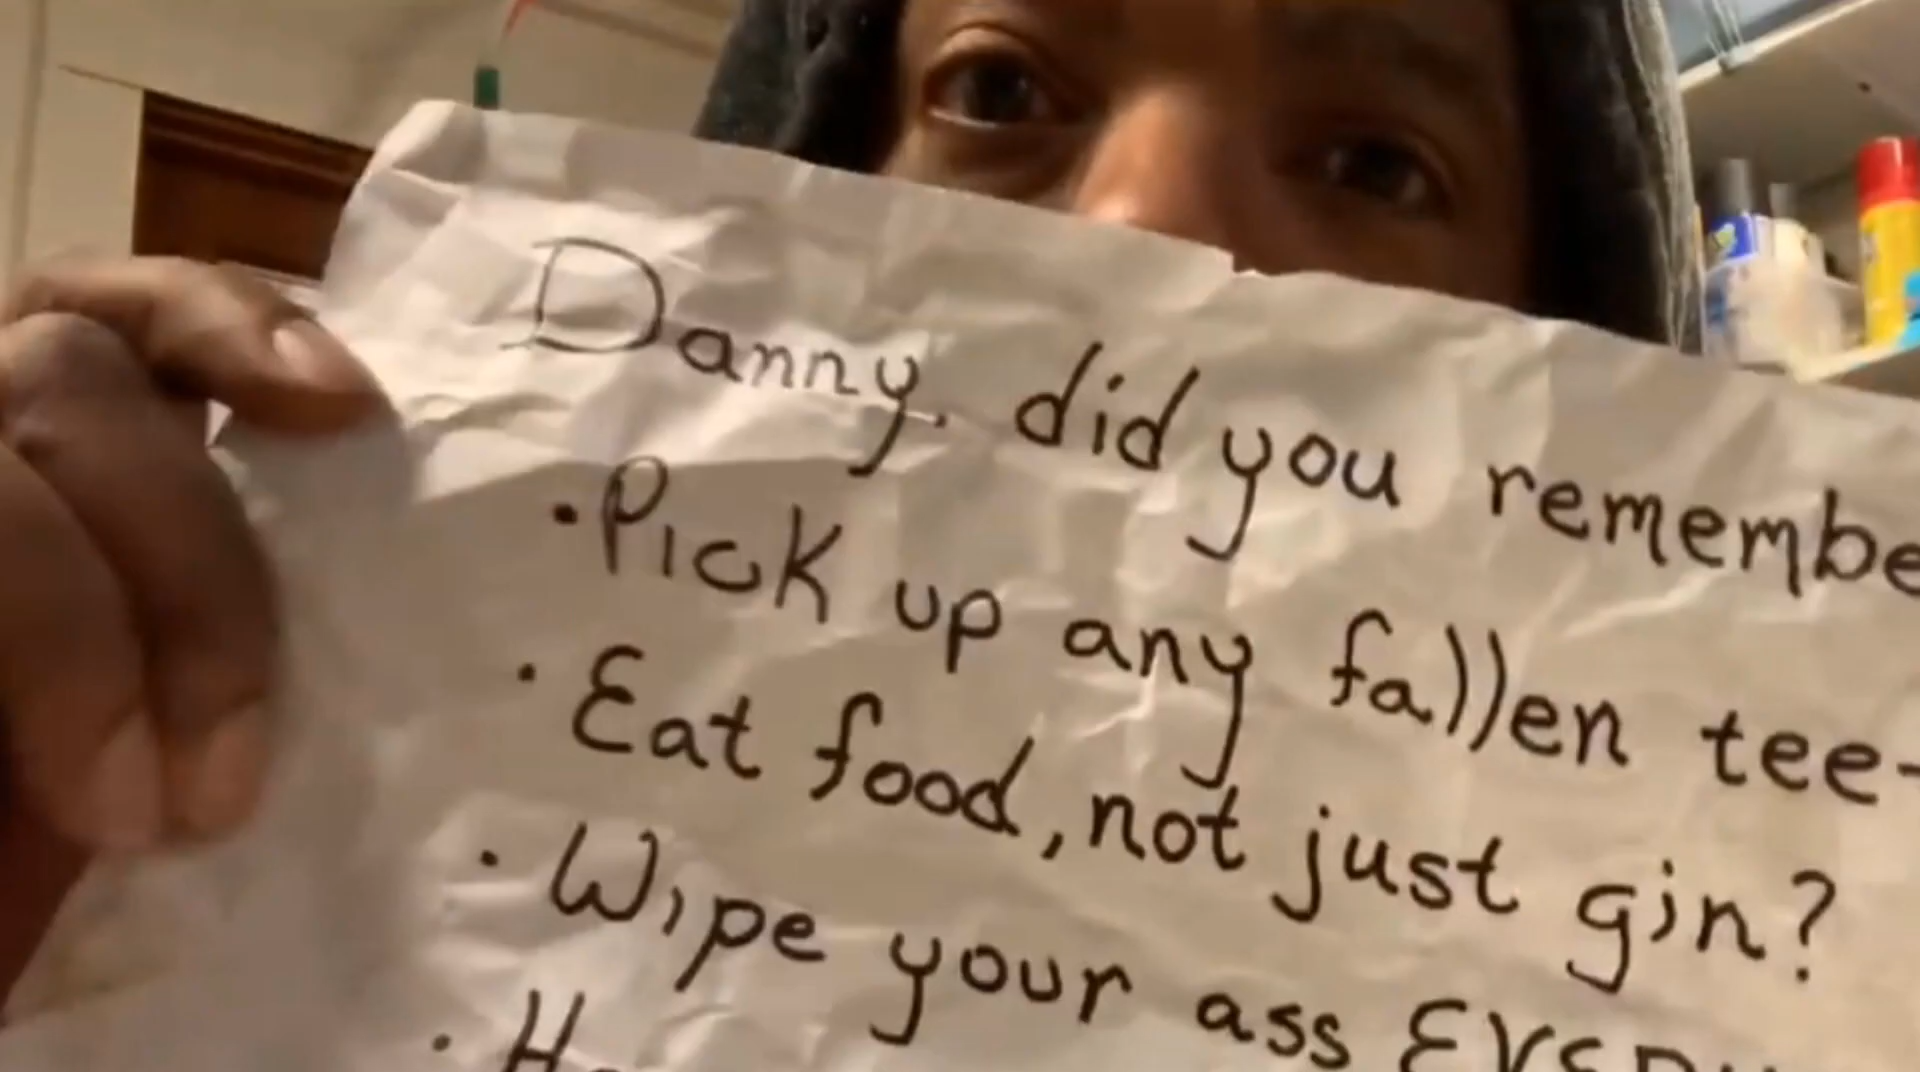 Danny. did you remembe
• Pick up any fallen tee
• Eat food, not just gin?
• Wipe your ass